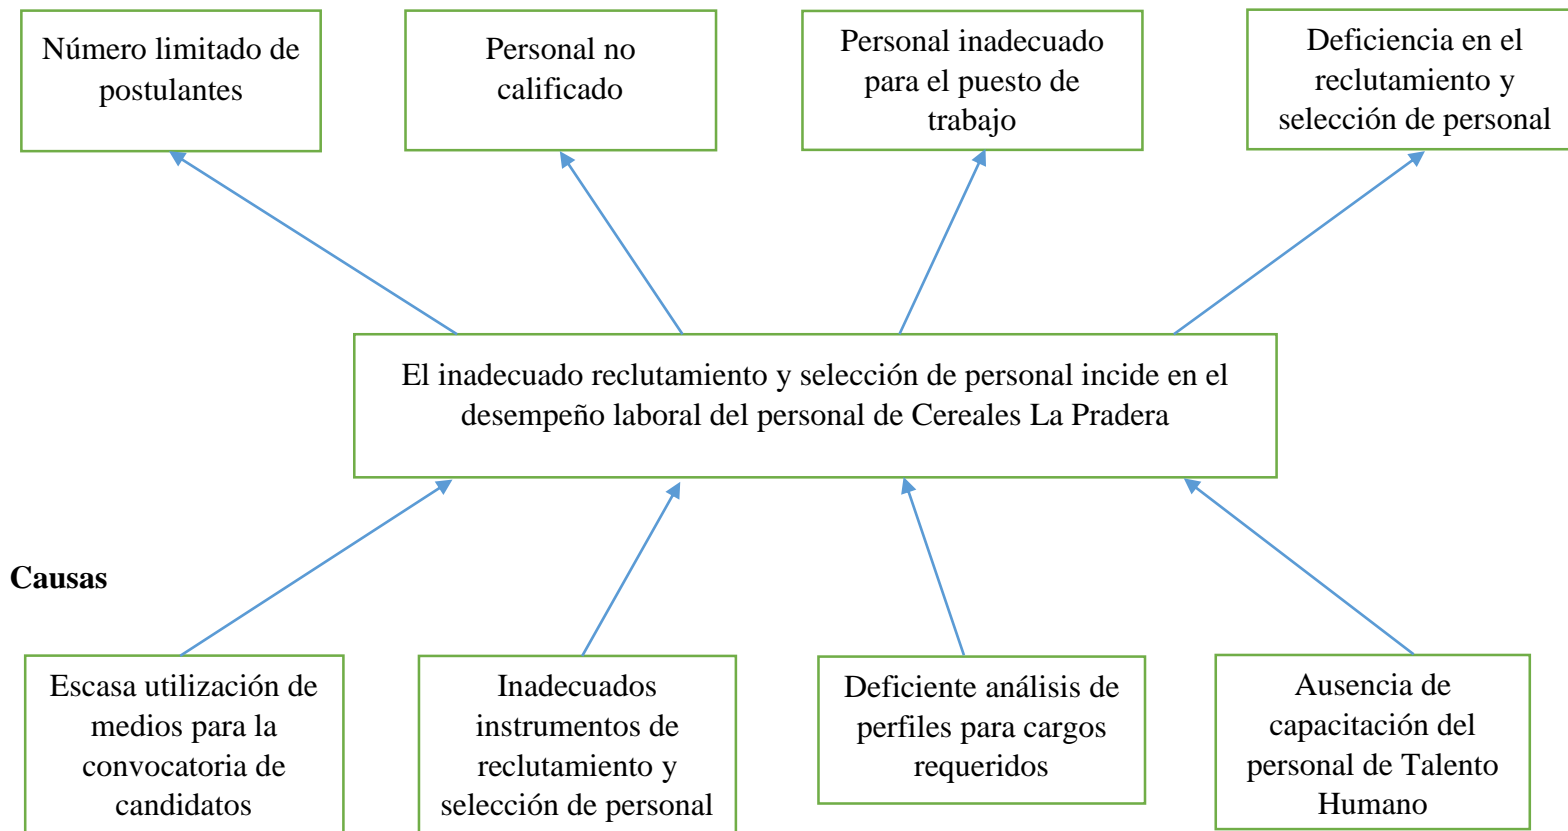 Número limitado de
postulantes
Personal no
calificado
Personal inadecuado
para el puesto de
trabajo
Deficiencia en el
reclutamiento y
selección de personal
El inadecuado reclutamiento y selección de personal incide en el
desempeño laboral del personal de Cereales La Pradera
Causas
Escasa utilización de
medios para la
convocatoria de
candidatos
Inadecuados
instrumentos de
reclutamiento y
selección de personal
Deficiente análisis de
perfiles para cargos
requeridos
Ausencia de
capacitación del
personal de Talento
Humano